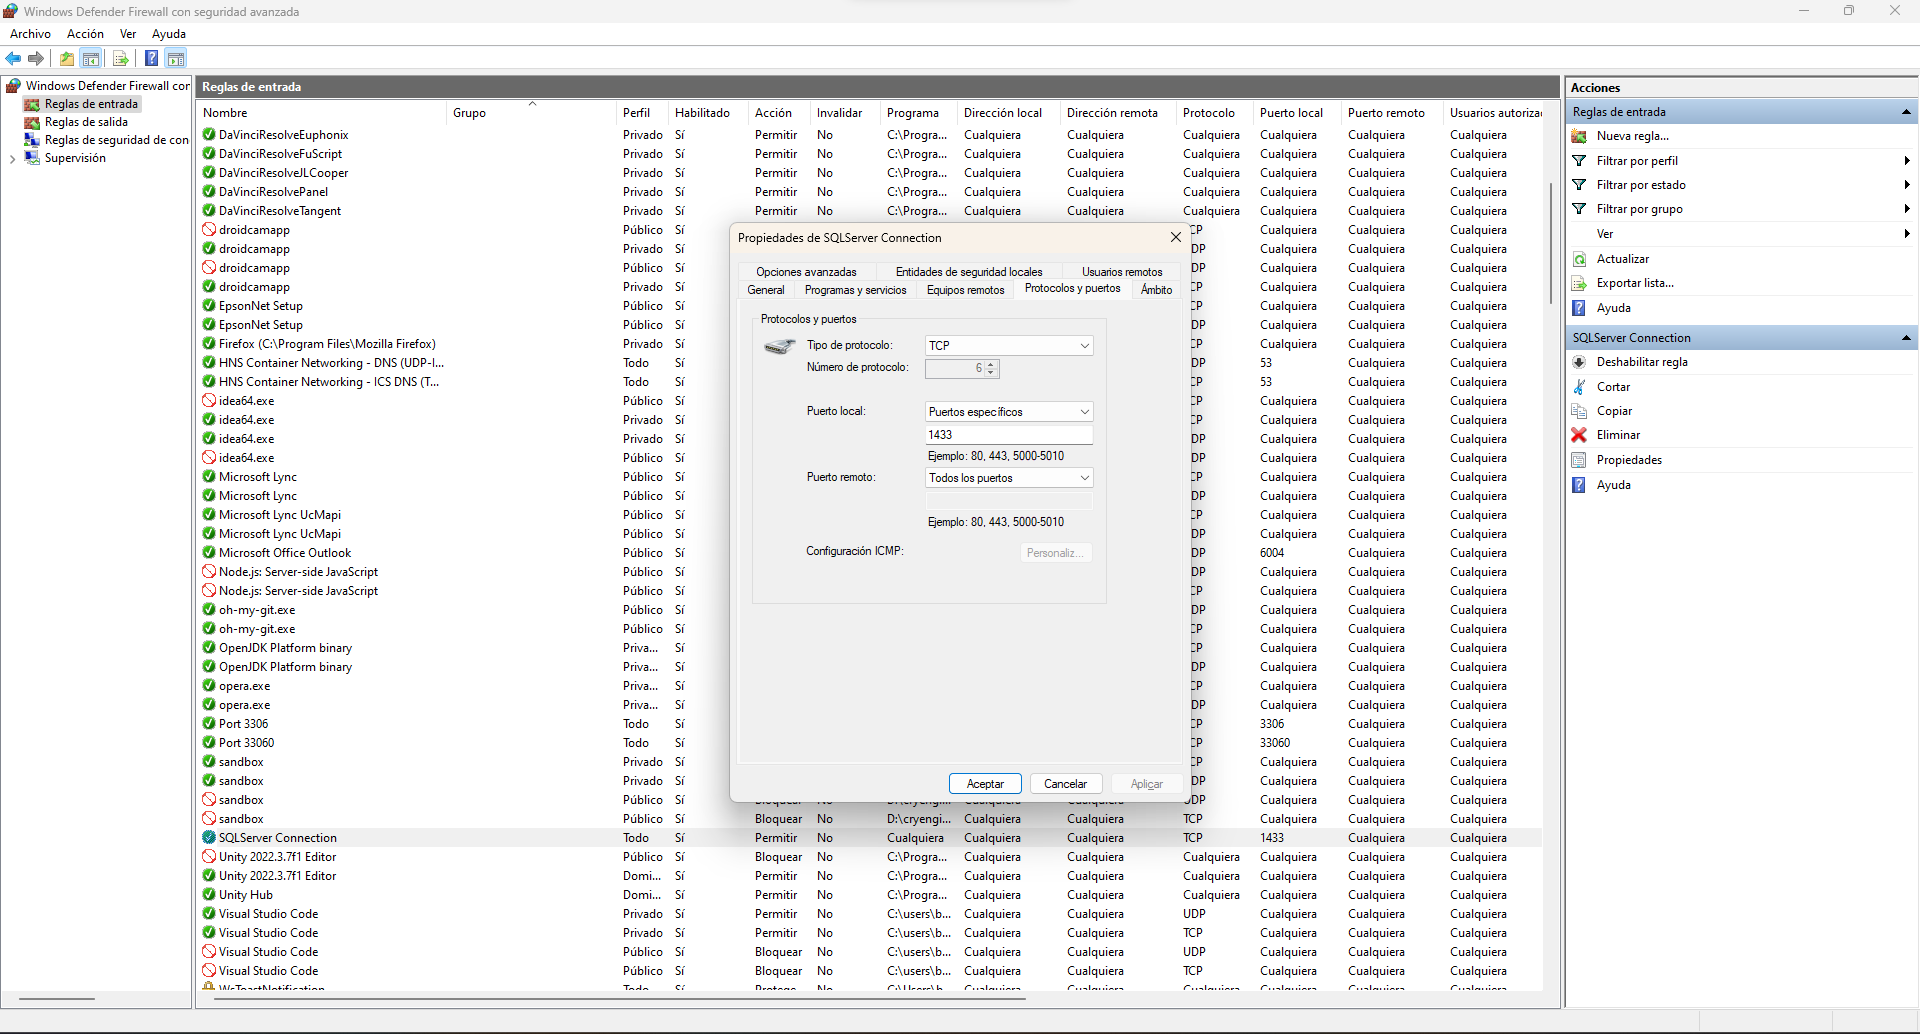 Windows Defender Firewall con seguridad avanzada
Archivo Acción Ver Ayuda
Windows Defender Firewall cor
Reglas de entrada
Reglas de salida
Reglas de seguridad de con
Supervisión
Reglas de entrada
Nombre Grupo Perfil Habilitado Acción Invalidar Programa Dirección local Dirección remota Protocolo Puerto local Puerto remoto Usuarios autoriza
DaVinciResolveEuphonix Privado Sí Permitir No C:\Progra... Cualquiera Cualquiera Cualquiera Cualquiera Cualquiera Cualquiera
DaVinciResolveFuScript Privado Sí Permitir No C:\Progra... Cualquiera Cualquiera Cualquiera Cualquiera Cualquiera Cualquiera
DaVinciResolveJLCooper Privado Sí Permitir No C:\Progra... Cualquiera Cualquiera Cualquiera Cualquiera Cualquiera Cualquiera
DaVinciResolvePanel Privado Sí Permitir No C:\Progra... Cualquiera Cualquiera Cualquiera Cualquiera Cualquiera Cualquiera
DaVinciResolveTangent Privado Sí Permitir No C:\Progra... Cualquiera Cualquiera Cualquiera Cualquiera Cualquiera Cualquiera
droidcamapp Público Sí CP Cualquiera Cualquiera Cualquiera
droidcamapp Privado Sí DP Cualquiera Cualquiera Cualquiera
droidcamapp Público Sí DP Cualquiera Cualquiera Cualquiera
droidcamapp Privado Sí CP Cualquiera Cualquiera Cualquiera
EpsonNet Setup Público Sí CP Cualquiera Cualquiera Cualquiera
EpsonNet Setup Público Sí DP Cualquiera Cualquiera Cualquiera
Firefox (C:\Program Files\Mozilla Firefox) Privado Sí CP Cualquiera Cualquiera Cualquiera
HNS Container Networking - DNS (UDP-I... Todo Sí DP 53 Cualquiera Cualquiera
HNS Container Networking - ICS DNS (T... Todo Sí CP 53 Cualquiera Cualquiera
idea64.exe Público Sí CP Cualquiera Cualquiera Cualquiera
idea64.exe Privado Sí CP Cualquiera Cualquiera Cualquiera
idea64.exe Privado Sí DP Cualquiera Cualquiera Cualquiera
idea64.exe Público Sí DP Cualquiera Cualquiera Cualquiera
Microsoft Lync Público Sí CP Cualquiera Cualquiera Cualquiera
Microsoft Lync Público Sí DP Cualquiera Cualquiera Cualquiera
Microsoft Lync UcMapi Público Sí CP Cualquiera Cualquiera Cualquiera
Microsoft Lync UcMapi Público Sí DP Cualquiera Cualquiera Cualquiera
Microsoft Office Outlook Público Sí DP 6004 Cualquiera Cualquiera
Node.js: Server-side JavaScript Público Sí DP Cualquiera Cualquiera Cualquiera
Node.js: Server-side JavaScript Público Sí CP Cualquiera Cualquiera Cualquiera
oh-my-git.exe Público Sí DP Cualquiera Cualquiera Cualquiera
oh-my-git.exe Público Sí CP Cualquiera Cualquiera Cualquiera
OpenJDK Platform binary Priva... Sí CP Cualquiera Cualquiera Cualquiera
OpenJDK Platform binary Priva... Sí DP Cualquiera Cualquiera Cualquiera
opera.exe Priva... Sí CP Cualquiera Cualquiera Cualquiera
opera.exe Priva... Sí DP Cualquiera Cualquiera Cualquiera
Port 3306 Todo Sí CP 3306 Cualquiera Cualquiera
Port 33060 Todo Sí CP 33060 Cualquiera Cualquiera
sandbox Privado Sí CP Cualquiera Cualquiera Cualquiera
sandbox Privado Sí DP Cualquiera Cualquiera Cualquiera
sandbox Público Sí Bloquear No D:\cryengi... Cualquiera Cualquiera UDP Cualquiera Cualquiera Cualquiera
sandbox Público Sí Bloquear No D:\cryengi... Cualquiera Cualquiera TCP Cualquiera Cualquiera Cualquiera
SQLServer Connection Todo Sí Permitir No Cualquiera Cualquiera Cualquiera TCP 1433 Cualquiera Cualquiera
Unity 2022.3.7f1 Editor Público Sí Bloquear No C:\Progra... Cualquiera Cualquiera Cualquiera Cualquiera Cualquiera Cualquiera
Unity 2022.3.7f1 Editor Domi... Sí Permitir No C:\Progra... Cualquiera Cualquiera Cualquiera Cualquiera Cualquiera Cualquiera
Unity Hub Domi... Sí Permitir No C:\Progra... Cualquiera Cualquiera Cualquiera Cualquiera Cualquiera Cualquiera
Visual Studio Code Privado Sí Permitir No C:\users\b... Cualquiera Cualquiera UDP Cualquiera Cualquiera Cualquiera
Visual Studio Code Privado Sí Permitir No C:\users\b... Cualquiera Cualquiera TCP Cualquiera Cualquiera Cualquiera
Visual Studio Code Público Sí Bloquear No C:\users\b... Cualquiera Cualquiera UDP Cualquiera Cualquiera Cualquiera
Visual Studio Code Público Sí Bloquear No C:\users\b... Cualquiera Cualquiera TCP Cualquiera Cualquiera Cualquiera
WsToastNotification Todo Sí Protege No C:\Users\b Cualquiera Cualquiera Cualquiera Cualquiera Cualquiera Cualquiera
Propiedades de SQLServer Connection
Opciones avanzadas Entidades de seguridad locales Usuarios remotos
General Programas y servicios Equipos remotos Protocolos y puertos Ámbito
Protocolos y puertos
Tipo de protocolo: TCP
Número de protocolo: 6
Puerto local: Puertos específicos
1433
Ejemplo: 80, 443, 5000-5010
Puerto remoto: Todos los puertos
Ejemplo: 80, 443, 5000-5010
Configuración ICMP: Personaliz...
Aceptar Cancelar Aplicar
Acciones
Reglas de entrada
Nueva regla...
Filtrar por perfil
Filtrar por estado
Filtrar por grupo
Ver
Actualizar
Exportar lista...
Ayuda
SQLServer Connection
Deshabilitar regla
Cortar
Copiar
Eliminar
Propiedades
Ayuda